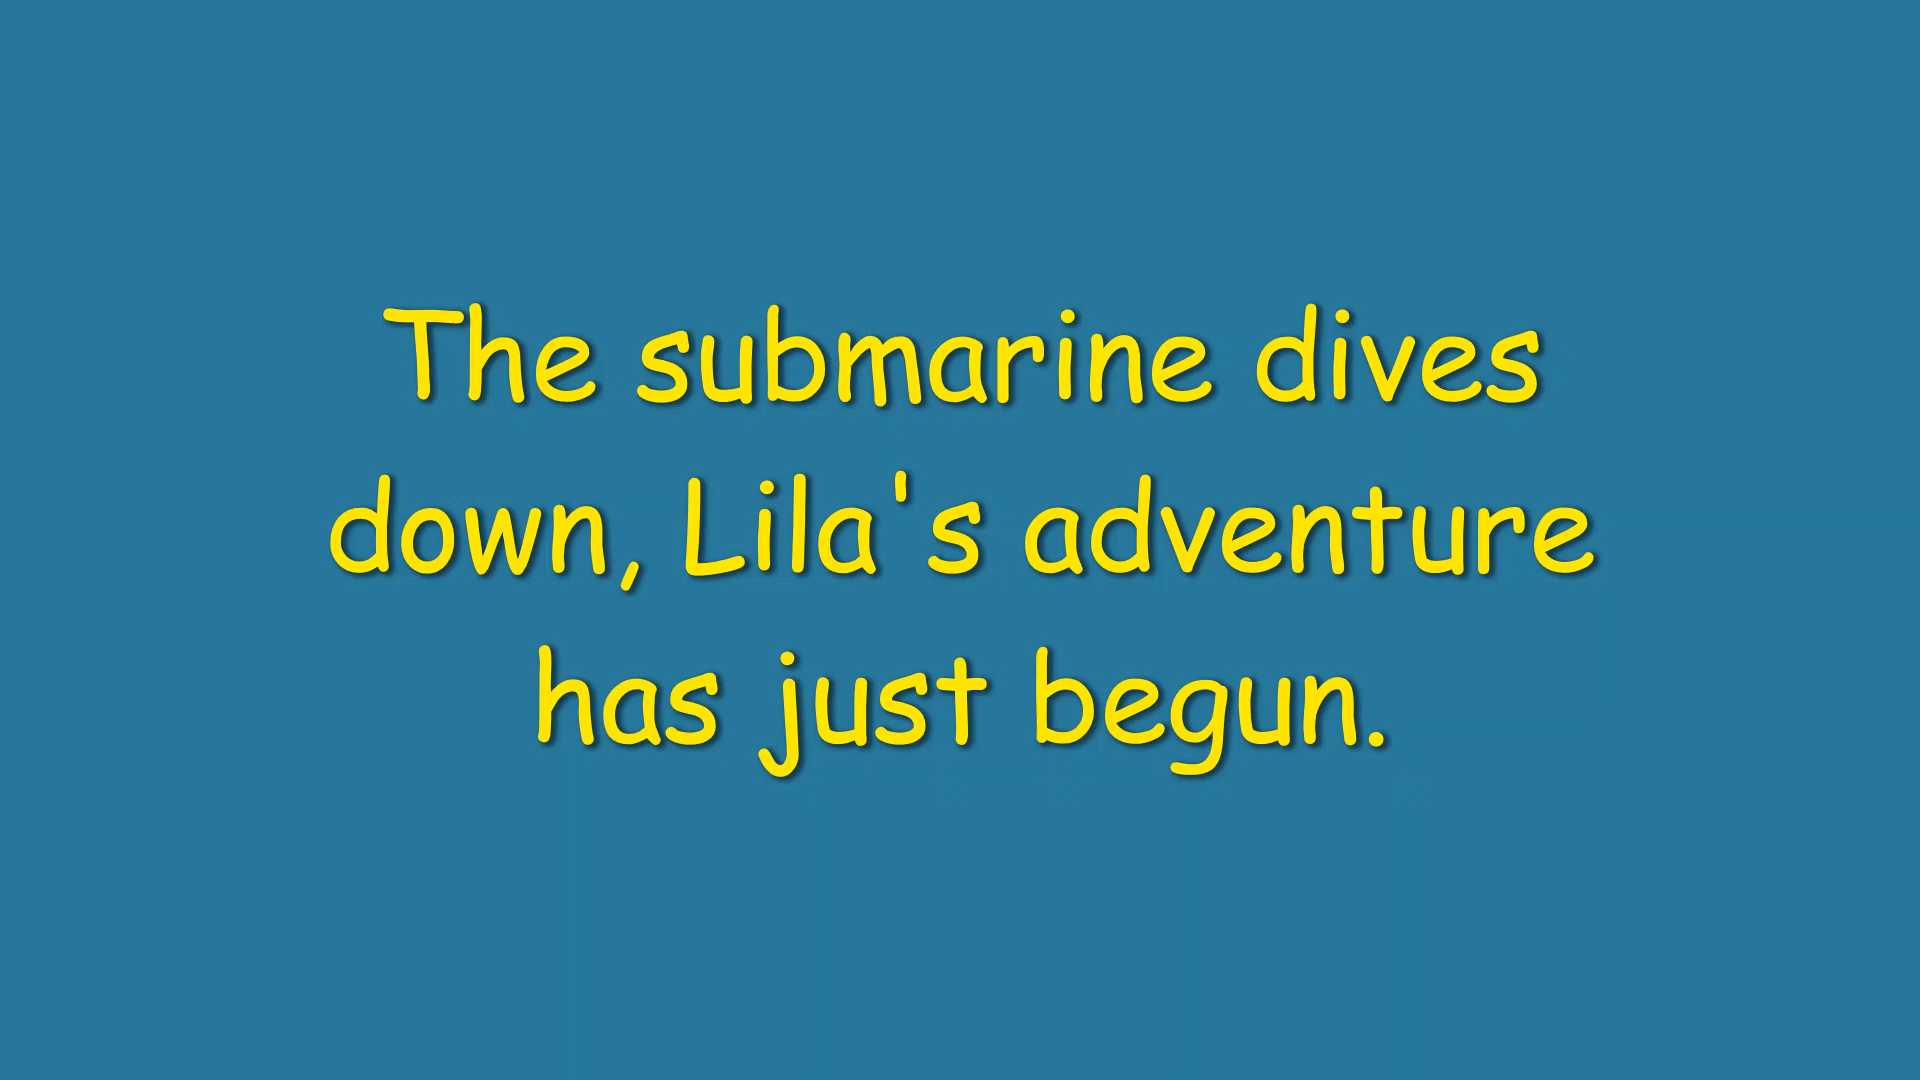 The submarine dives
down, Lila's adventure
has just begun.